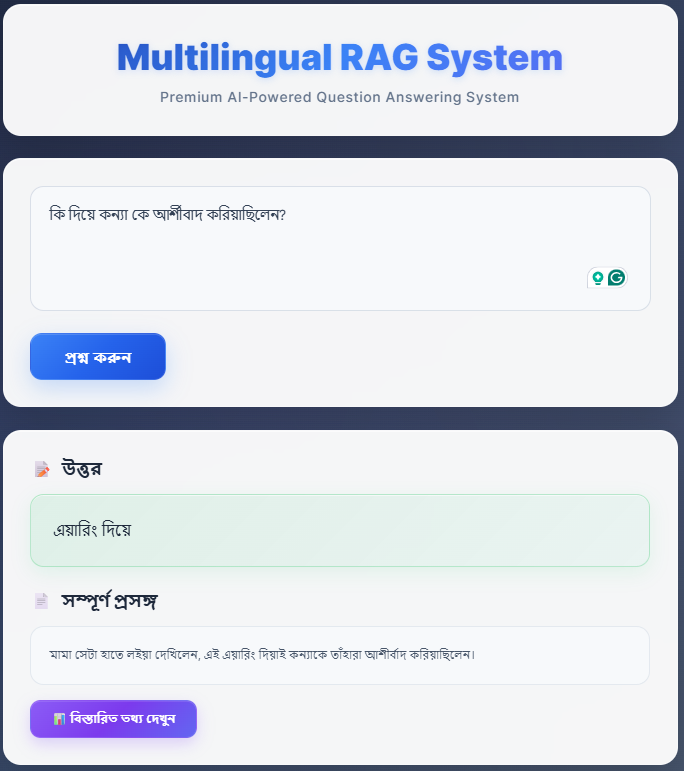 Multilingual RAG System
Premium AI-Powered Question Answering System
কি দিয়ে কন্যা কে আর্শীবাদ করিয়াছিলেন?
প্রশ্ন করুন
উত্তর
এয়ারিং দিয়ে
সম্পূর্ণ প্রসঙ্গ
মামা সেটা হাতে লইয়া দেখিলেন, এই এয়ারিং দিয়াই কন্যাকে তাঁহারা আশীর্বাদ করিয়াছিলেন।
বিস্তারিত তথ্য দেখুন